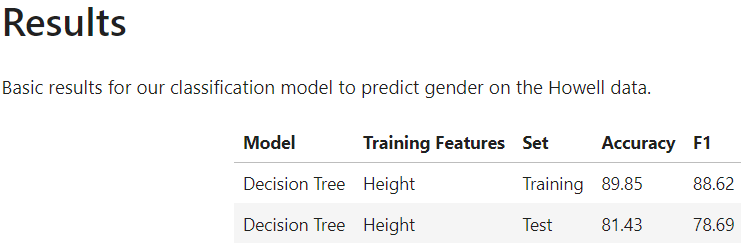 Results
Basic results for our classification model to predict gender on the Howell data.
Model Training Features Set Accuracy F1
Decision Tree Height Training 89.85 88.62
Decision Tree Height Test 81.43 78.69